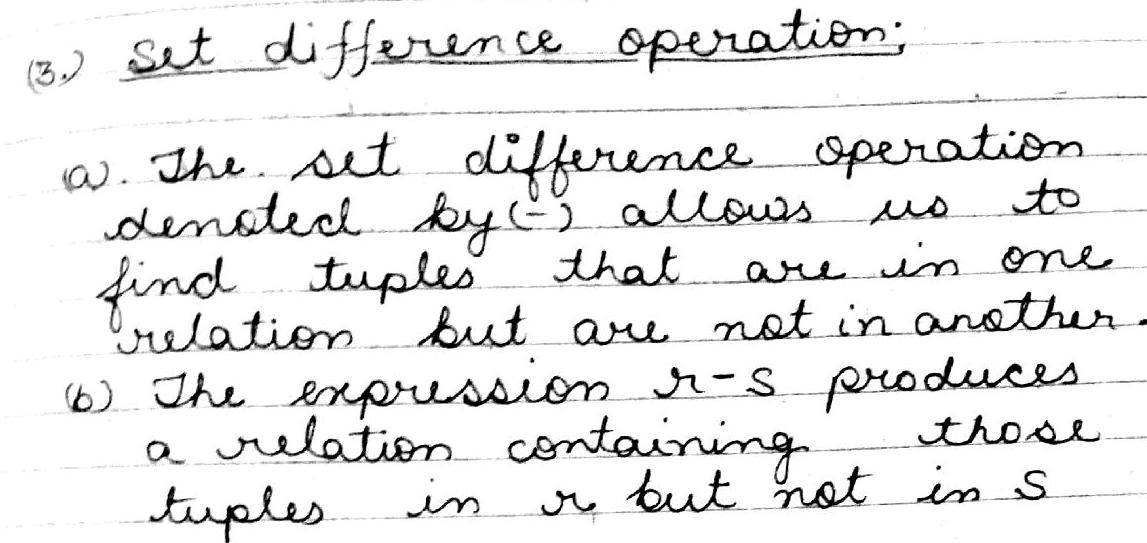 (3.) Set difference operation:
(a). The set difference operation
denoted by (-) allows us to
find tuples that are in one
relation but are not in another.
(b) The expression r-s produces
a relation containing those
tuples in r but not in s